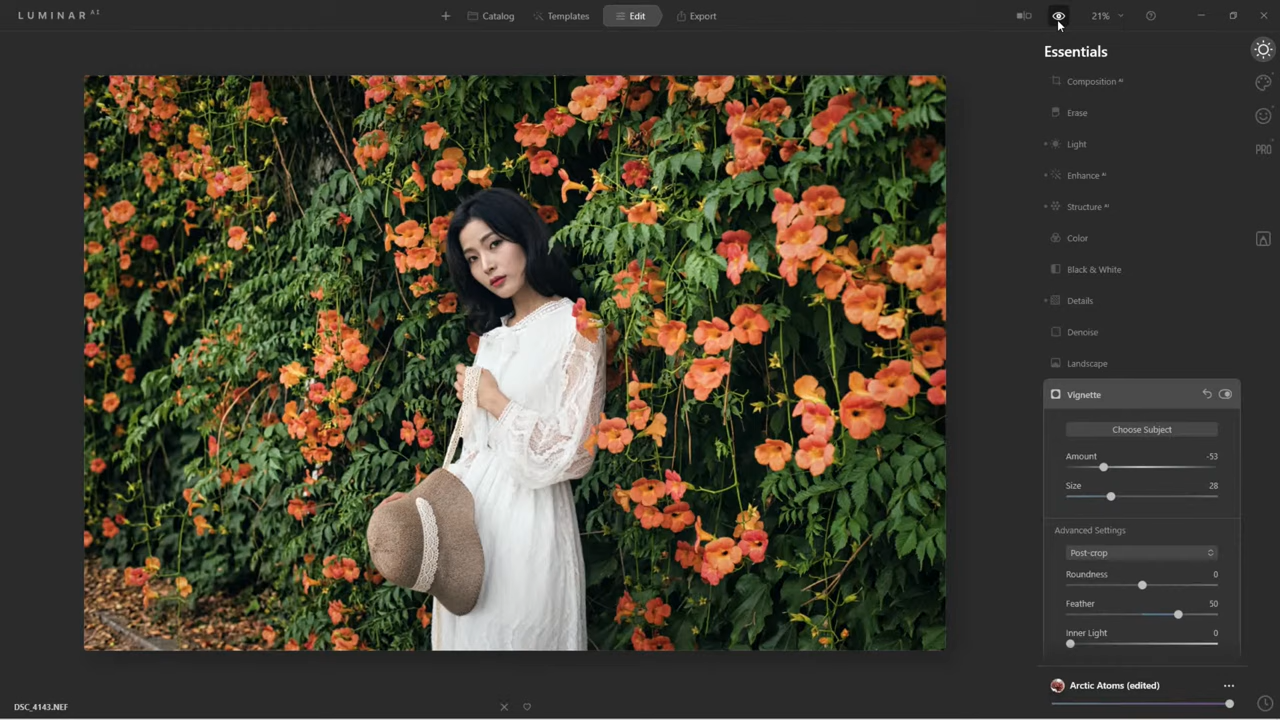 LUMINAR AI
Catalog
Templates
Edit
Export
21%
Essentials
Composition AI
Erase
Light
PRO
Enhance AI
Structure AI
Color
Black & White
Details
Denoise
Landscape
Vignette
Choose Subject
Amount -53
Size 28
Advanced Settings
Post-crop
Roundness 0
Feather 50
Inner Light 0
Arctic Atoms (edited)
DSC_4143.NEF